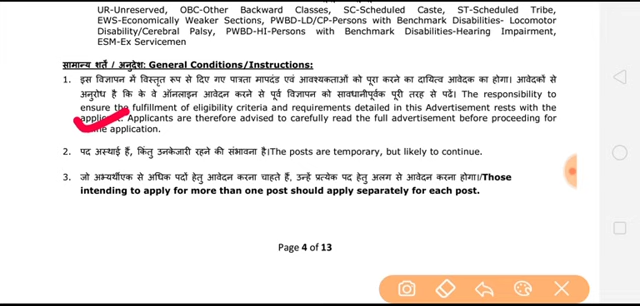 UR-Unreserved, OBC-Other Backward Classes, SC-Scheduled Caste, ST-Scheduled Tribe,
EWS-Economically Weaker Sections, PWBD-LD/CP-Persons with Benchmark Disabilities- Locomotor
Disability/Cerebral Palsy, PWBD-HI-Persons with Benchmark Disabilities-Hearing Impairment,
ESM-Ex Servicemen
सामान्य शर्तें / अनुदेश: General Conditions/Instructions:
1. इस विज्ञापन में विस्तृत रूप से दिए गए पात्रता मापदंड एवं आवश्यकताओं को पूरा करने का दायित्व आवेदक का होगा। आवेदकों से
अनुरोध है कि के वे ऑनलाइन आवेदन करने से पूर्व विज्ञापन को सावधानीपूर्वक पूरी तरह से पढें। The responsibility to
ensure the fulfillment of eligibility criteria and requirements detailed in this Advertisement rests with the
Applicants are therefore advised to carefully read the full advertisement before proceeding for
application.
2. पद अस्थाई हैं, किंतु उनकेजारी रहने की संभावना है।The posts are temporary, but likely to continue.
3. जो अभ्यर्थीएक से अधिक पदों हेतु आवेदन करना चाहते हैं, उन्हें प्रत्येक पद हेतु अलग से आवेदन करना होगा।/Those
intending to apply for more than one post should apply separately for each post.
Page 4 of 13